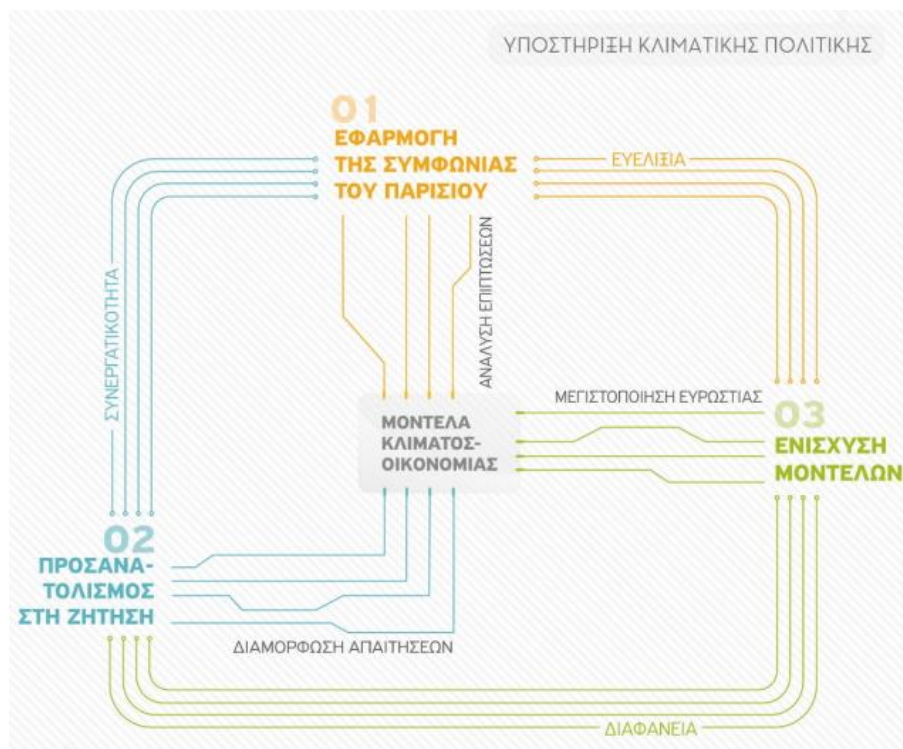 ΥΠΟΣΤΗΡΙΞΗ ΚΛΙΜΑΤΙΚΗΣ ΠΟΛΙΤΙΚΗΣ
01
ΕΦΑΡΜΟΓΗ
ΤΗΣ ΣΥΜΦΩΝΙΑΣ
ΤΟΥ ΠΑΡΙΣΙΟΥ
ΕΥΕΛΙΞΙΑ
ΣΥΝΕΡΓΑΤΙΚΟΤΗΤΑ
ΑΝΑΛΥΣΗ ΕΠΙΠΤΩΣΕΩΝ
ΜΕΓΙΣΤΟΠΟΙΗΣΗ ΕΥΡΩΣΤΙΑΣ
ΜΟΝΤΕΛΑ
ΚΛΙΜΑΤΟΣ-
ΟΙΚΟΝΟΜΙΑΣ
03
ΕΝΙΣΧΥΣΗ
ΜΟΝΤΕΛΩΝ
02
ΠΡΟΣΑΝΑ-
ΤΟΛΙΣΜΟΣ
ΣΤΗ ΖΗΤΗΣΗ
ΔΙΑΜΟΡΦΩΣΗ ΑΠΑΙΤΗΣΕΩΝ
ΔΙΑΦΑΝΕΙΑ